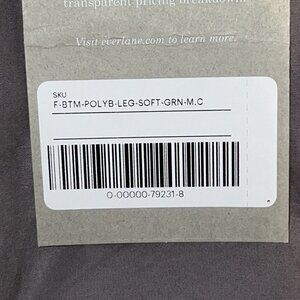 transparent pricing breakdown.
Visit everlane.com to learn more.
SKU
F-BTM-POLYB-LEG-SOFT-GRN-M.C
0-00000-79231-8